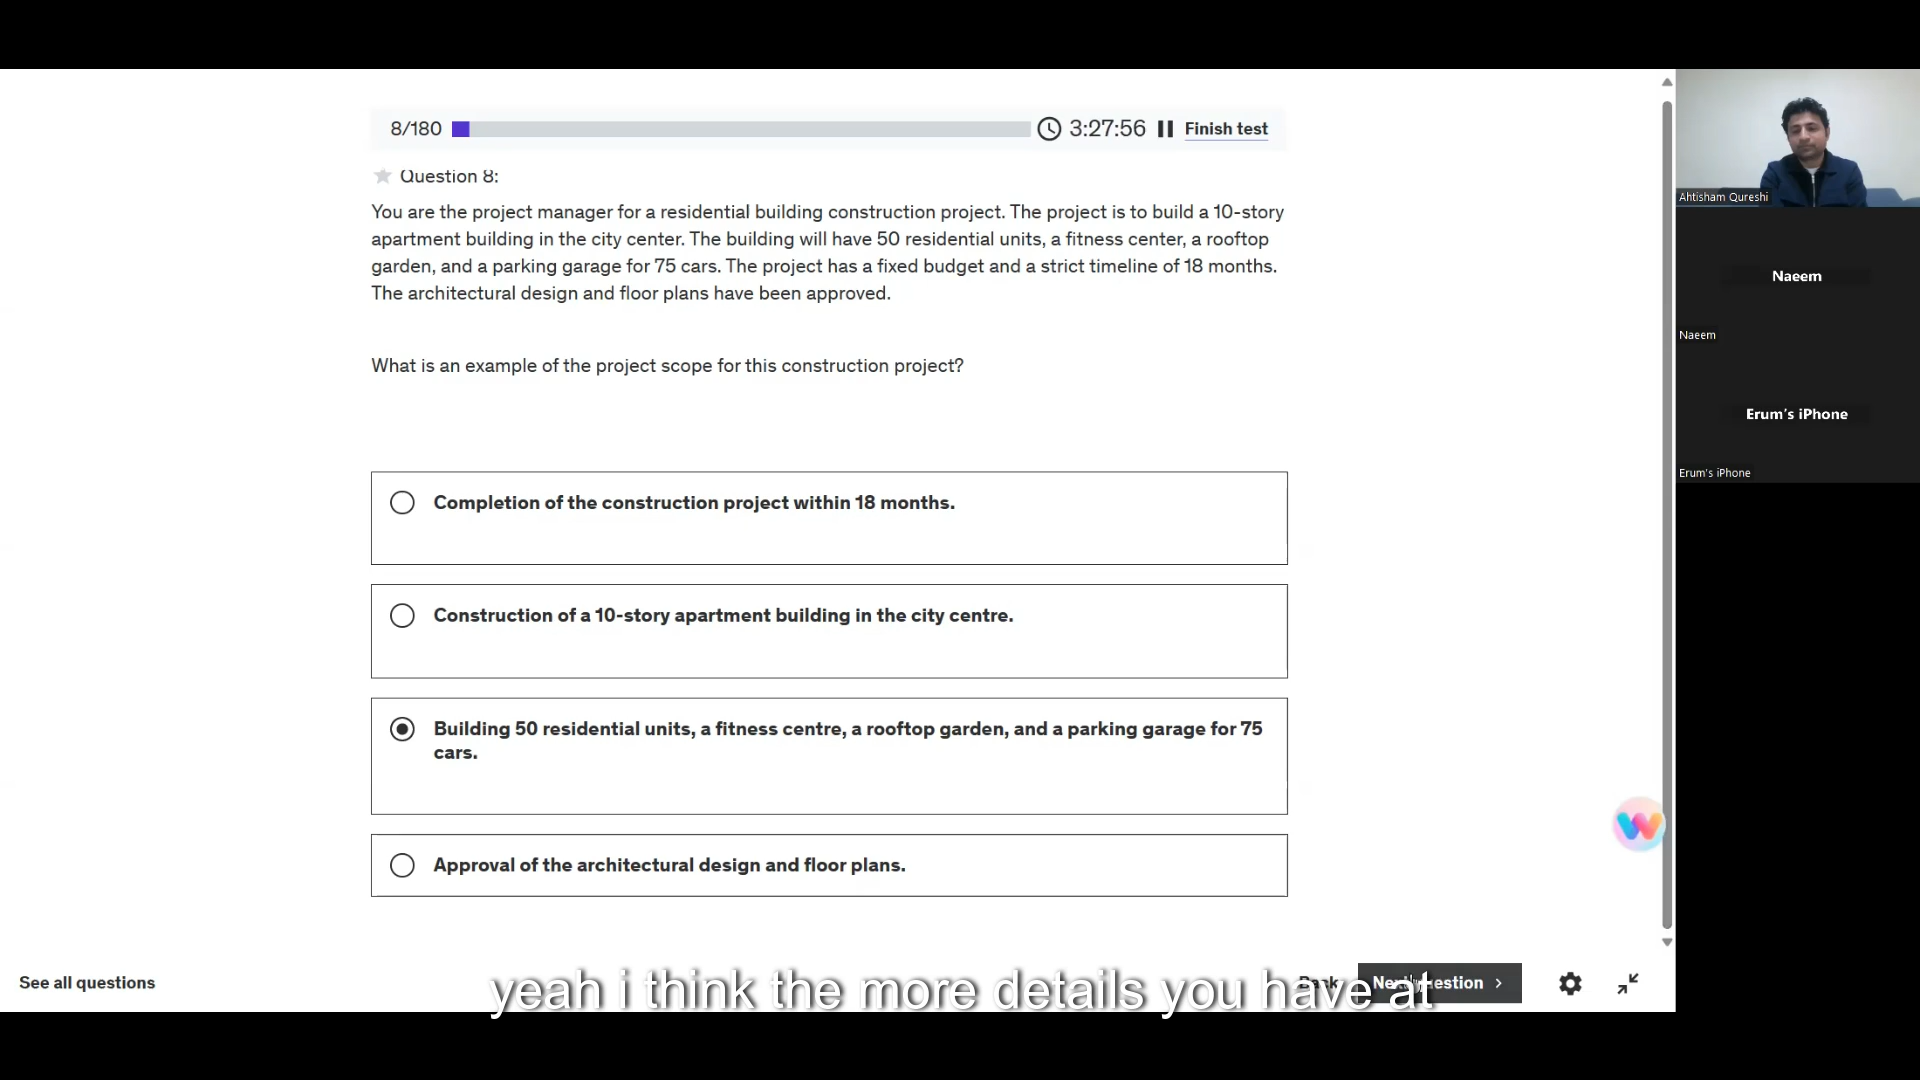 8/180
3:27:56
Finish test
Question 8:
You are the project manager for a residential building construction project. The project is to build a 10-story
apartment building in the city center. The building will have 50 residential units, a fitness center, a rooftop
garden, and a parking garage for 75 cars. The project has a fixed budget and a strict timeline of 18 months.
The architectural design and floor plans have been approved.
What is an example of the project scope for this construction project?
Completion of the construction project within 18 months.
Construction of a 10-story apartment building in the city centre.
Building 50 residential units, a fitness centre, a rooftop garden, and a parking garage for 75
cars.
Approval of the architectural design and floor plans.
See all questions
Back
Next question
yeah i think the more details you have at
Ahtisham Qureshi
Naeem
Naeem
Erum's iPhone
Erum's iPhone